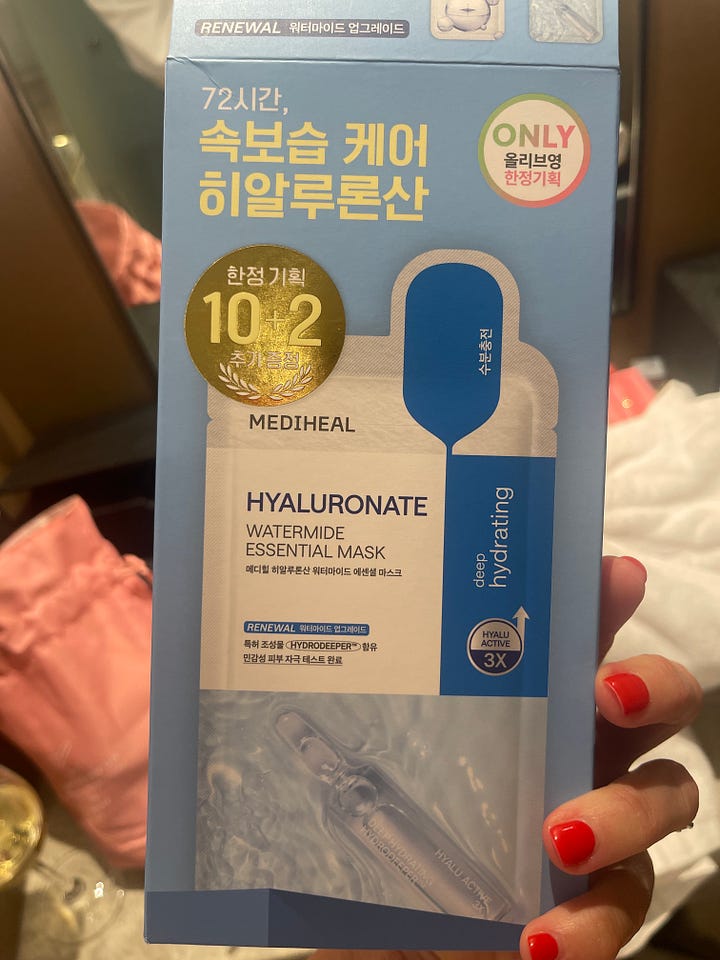 RENEWAL 워터마이드 업그레이드
72시간,
속보습 케어
히알루론산
ONLY
올리브영
한정기획
한정기획
10+2
추가증정
수분충전
MEDIHEAL
HYALURONATE
WATERMIDE
ESSENTIAL MASK
메디힐 히알루론산 워터마이드 에센셜 마스크
deep
hydrating
RENEWAL 워터마이드 업그레이드
특허 조성물 HYDRODEEPER™ 함유
민감성 피부 자극 테스트 완료
HYALU
ACTIVE
3X
HYDRATING
HYDRODEEPER
HYALU ACTIVE
3X